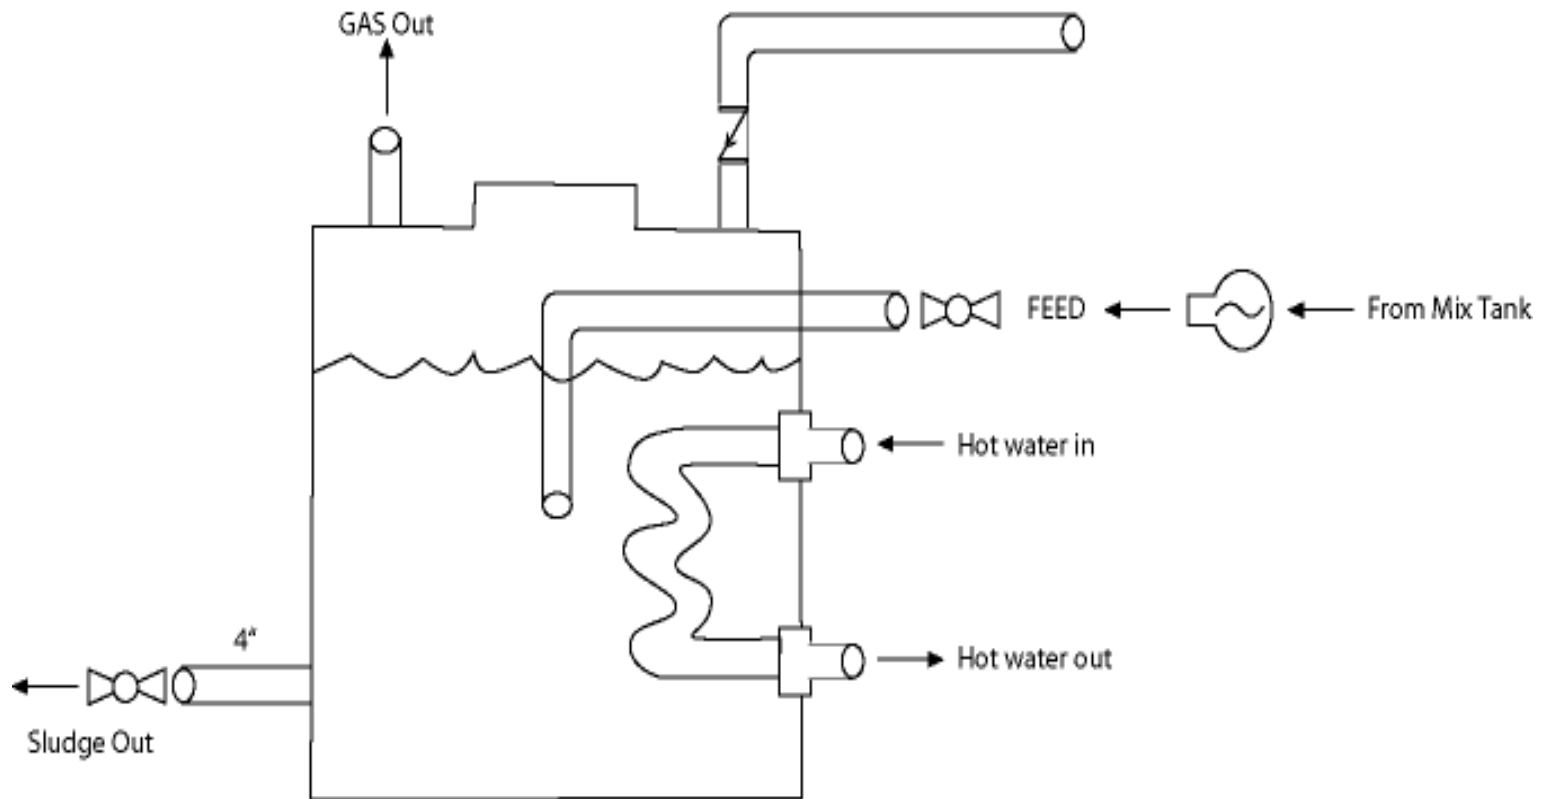 GAS Out
FEED
From Mix Tank
Hot water in
4"
Hot water out
Sludge Out